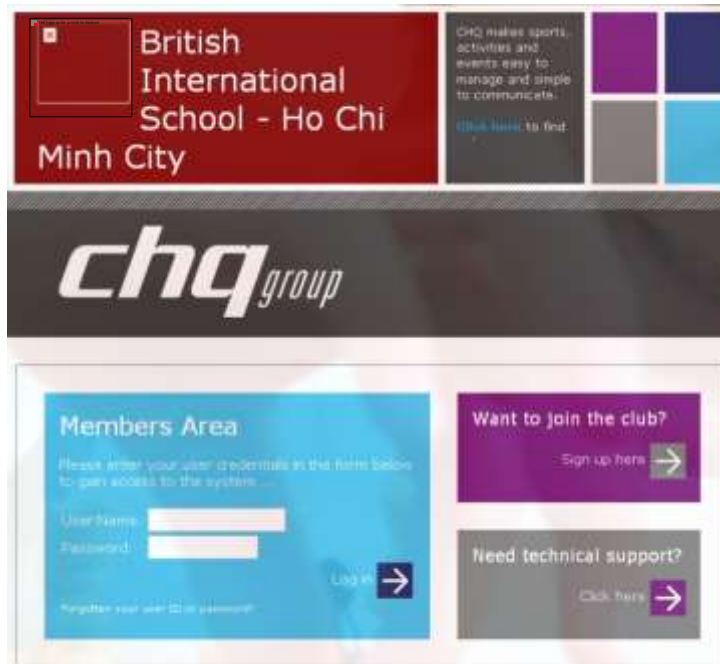 British
International
School - Ho Chi
Minh City
CHQ makes sports,
activities and
events easy to
manage and simple
to communicate.
Click here to find
chq group
Members Area
Please enter your user credentials in the form below
to gain access to the system ...
User Name
Password
Log in
Forgotten your user ID or password?
Want to join the club?
Sign up here
Need technical support?
Click here